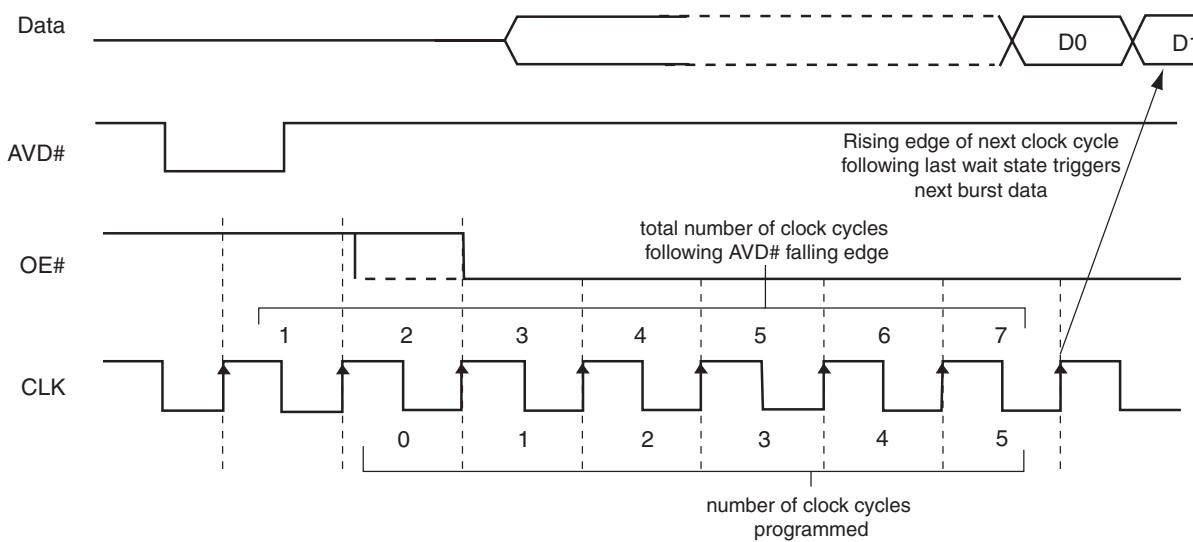 Data
D0
D1
AVD#
Rising edge of next clock cycle
following last wait state triggers
next burst data
total number of clock cycles
following AVD# falling edge
OE#
1 2 3 4 5 6 7
CLK
0 1 2 3 4 5
number of clock cycles
programmed